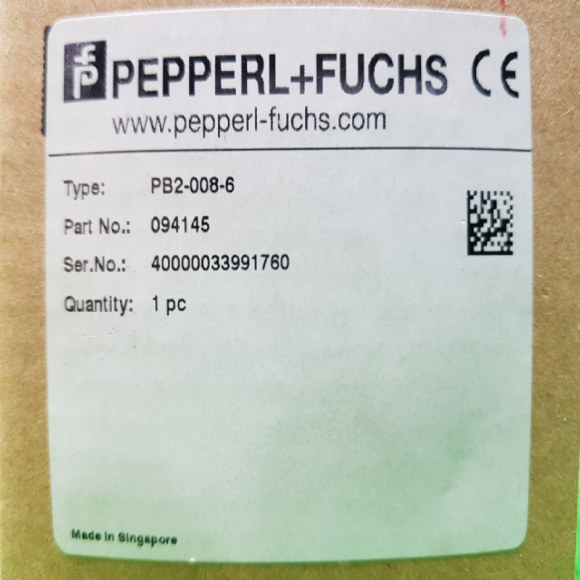 PEPPERL+FUCHS CE
www.pepperl-fuchs.com
Type: PB2-008-6
Part No.: 094145
Ser.No.: 40000033991760
Quantity: 1 pc
Made in Singapore